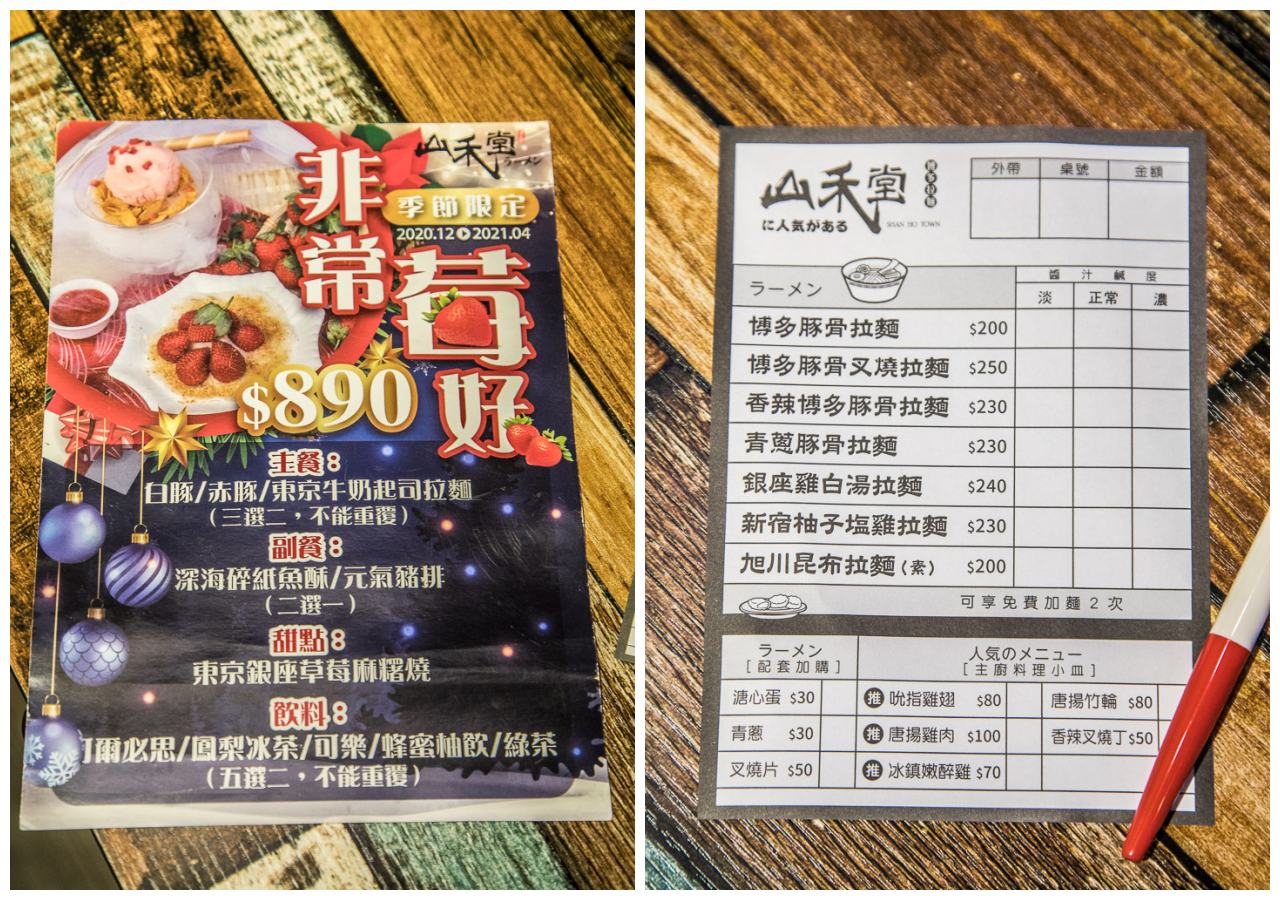 山禾堂
ラーメン
非常莓好
季節限定
2020.12 2021.04
$890
主餐:
白豚/赤豚/東京牛奶起司拉麵
(三選二,不能重覆)
副餐:
深海碎紙魚酥/元氣豬排
(二選一)
甜點:
東京銀座草莓麻糬燒
飲料:
可爾必思/鳳梨冰茶/可樂/蜂蜜柚飲/綠茶
(五選二,不能重覆)
山禾堂
博多拉麵
に人気がある
SHAN HO TOWN
外帶 桌號 金額
ラーメン
醬汁鹹度
淡 正常 濃
博多豚骨拉麵 $200
博多豚骨叉燒拉麵 $250
香辣博多豚骨拉麵 $230
青蔥豚骨拉麵 $230
銀座雞白湯拉麵 $240
新宿柚子塩雞拉麵 $230
旭川昆布拉麵(素) $200
可享免費加麵2次
ラーメン
[配套加購]
人気のメニュー
[主廚料理小皿]
溏心蛋 $30 推 吮指雞翅 $80 唐揚竹輪 $80
青蔥 $30 推 唐揚雞肉 $100 香辣叉燒丁 $50
叉燒片 $50 推 冰鎮嫩醉雞 $70